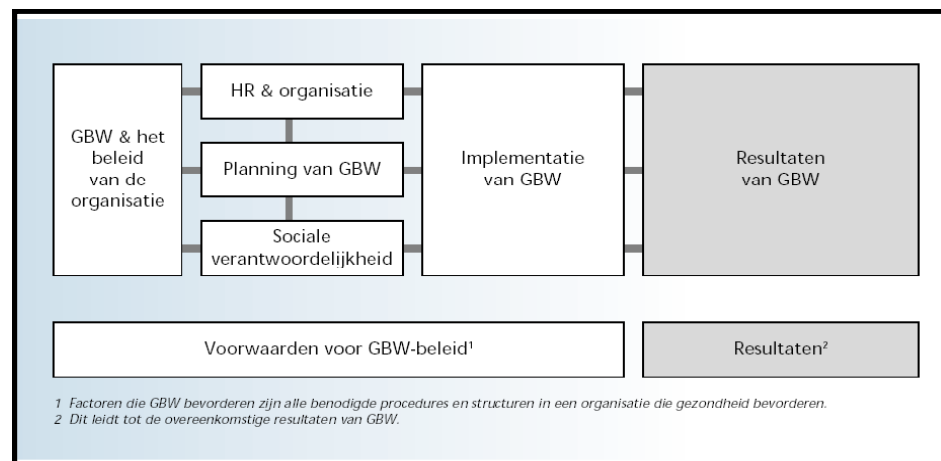 GBW & het
beleid
van de
organisatie
HR & organisatie
Planning van GBW
Sociale
verantwoordelijkheid
Implementatie
van GBW
Resultaten
van GBW
Voorwaarden voor GBW-beleid¹
Resultaten²
1 Factoren die GBW bevorderen zijn alle benodigde procedures en structuren in een organisatie die gezondheid bevorderen.
2 Dit leidt tot de overeenkomstige resultaten van GBW.